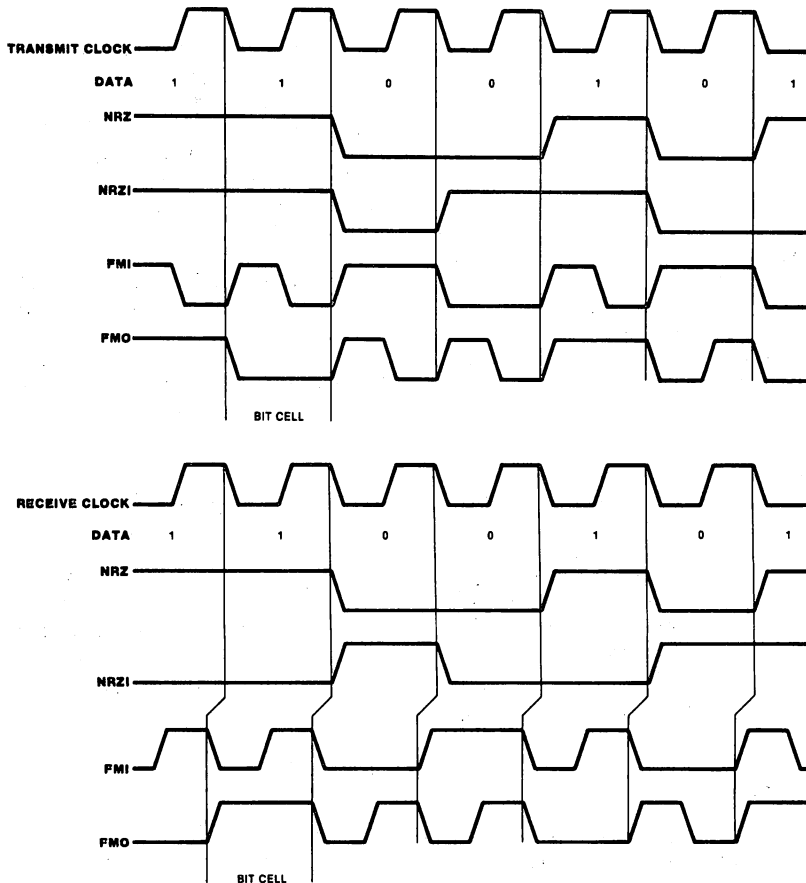 TRANSMIT CLOCK
DATA 1 1 0 0 1 0 1
NRZ
NRZI
FMI
FMO
BIT CELL
RECEIVE CLOCK
DATA 1 1 0 0 1 0 1
NRZ
NRZI
FMI
FMO
BIT CELL